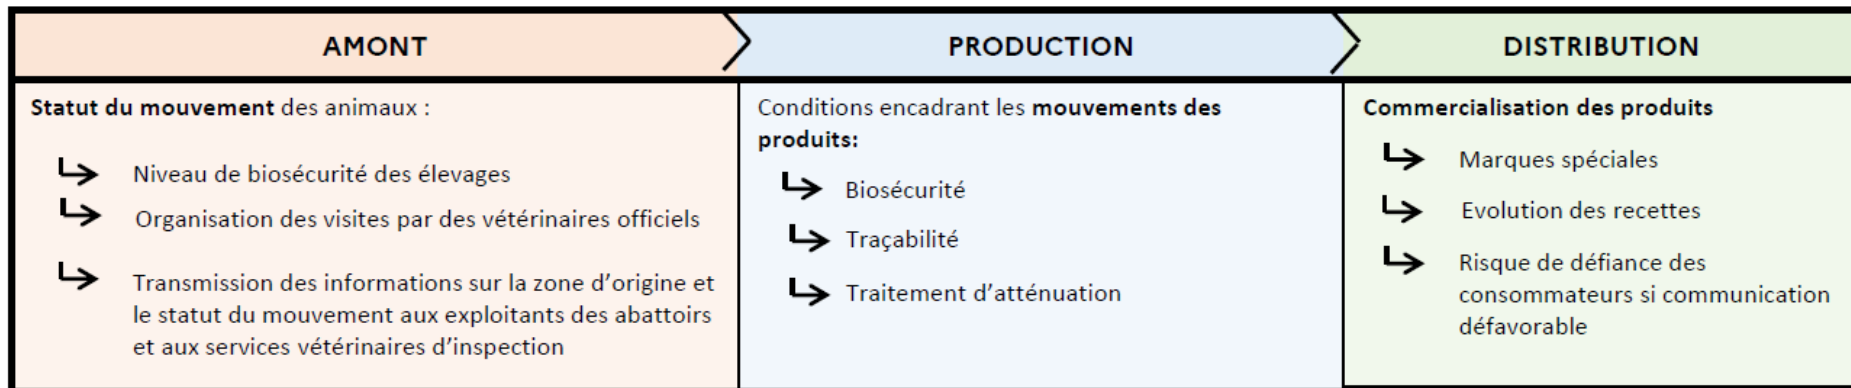 AMONT
PRODUCTION
DISTRIBUTION
Statut du mouvement des animaux :
Niveau de biosécurité des élevages
Organisation des visites par des vétérinaires officiels
Transmission des informations sur la zone d’origine et
le statut du mouvement aux exploitants des abattoirs
et aux services vétérinaires d’inspection
Conditions encadrant les mouvements des
produits:
Biosécurité
Traçabilité
Traitement d’atténuation
Commercialisation des produits
Marques spéciales
Evolution des recettes
Risque de défiance des
consommateurs si communication
défavorable